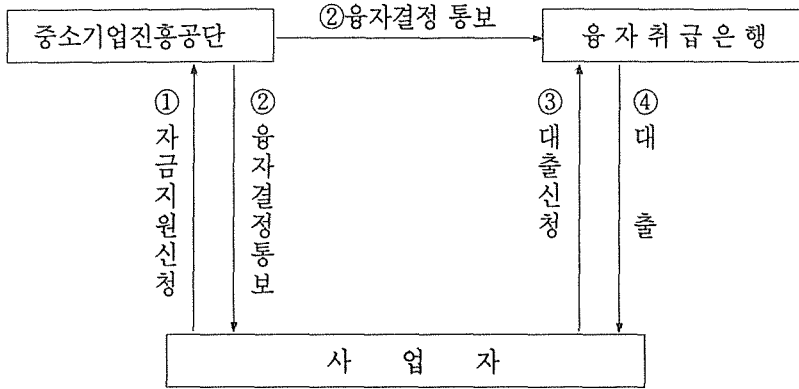 ②융자결정 통보
중소기업진흥공단
융 자 취 급 은 행
① 자금지원신청
② 융자결정통보
③ 대출신청
④ 대 출
사 업 자